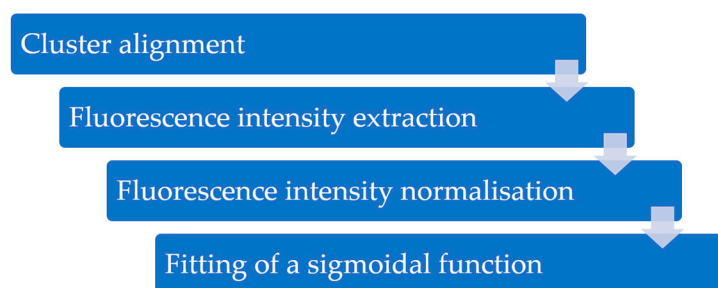 Cluster alignment
Fluorescence intensity extraction
Fluorescence intensity normalisation
Fitting of a sigmoidal function